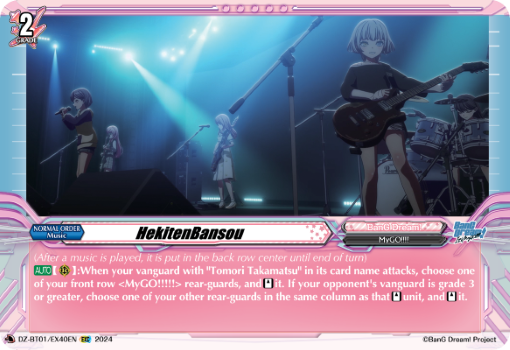 2
GRADE
NORMAL ORDER
Music
HekitenBansou
BanG Dream!
MyGO!!!!!
BanG Dream!
(After a music is played, it is put in the back row center until end of turn)
AUTO :When your vanguard with "Tomori Takamatsu" in its card name attacks, choose one
of your front row <MyGO!!!!!> rear-guards, and it. If your opponent's vanguard is grade 3
or greater, choose one of your other rear-guards in the same column as that unit, and it.
DZ-BT01/EX40EN 2024
©BanG Dream! Project